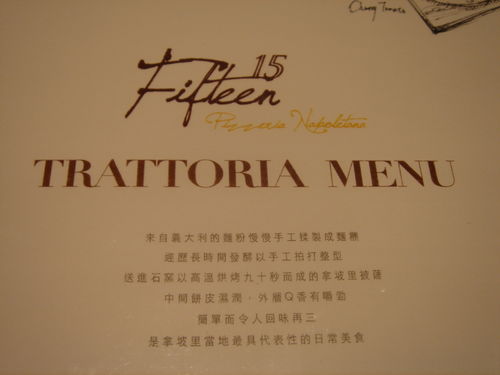 Cherry Tomato
15
Fifteen
Pizzeria Napoletana
TRATTORIA MENU
來自義大利的麵粉慢慢手工揉製成麵糰
經歷長時間發酵以手工拍打整型
送進石窯以高溫烘烤九十秒而成的拿坡里披薩
中間餅皮濕潤，外層Q香有嚼勁
簡單而令人回味再三
是拿坡里當地最具代表性的日常美食